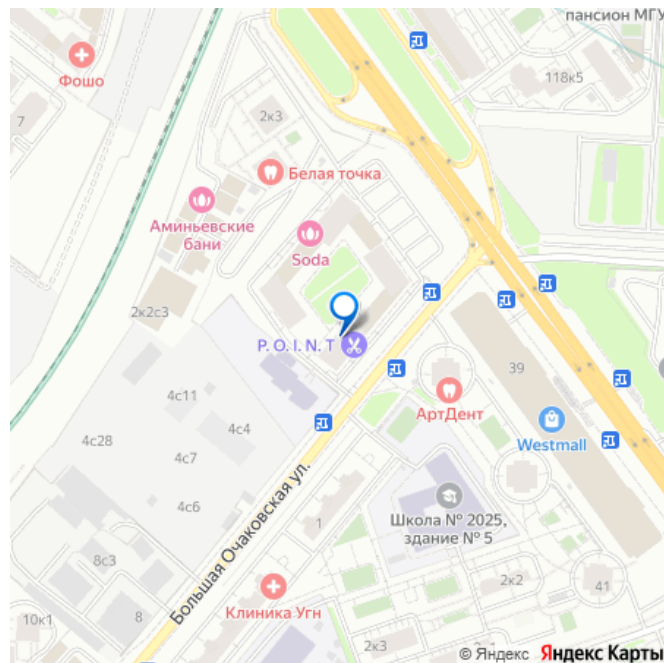 пансион МГУ
Фошо
118к5
7
2к3
Белая точка
Аминьевские
бани
Soda
2к2с3
P. O. I. N. T
39
4с11
АртДент
4с28
4с4
Westmall
4с7
4с6
Школа № 2025,
здание № 5
1
Большая Очаковская ул.
8с3
2к2
41
Клиника Угн
10к1
8
2к3
2к1
© Яндекс Яндекс Карты